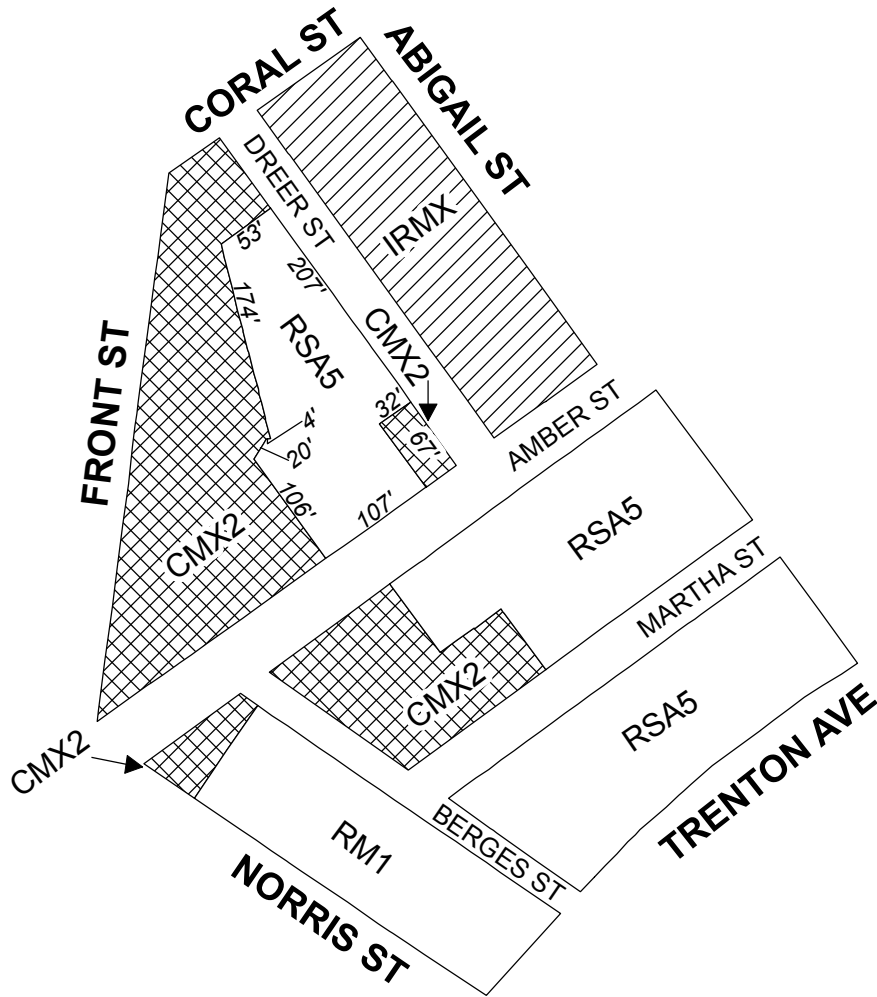 CORAL ST
ABIGAIL ST
DREER ST
IRMX
53'
207'
174'
RSA5
CMX2
FRONT ST
32'
4'
67'
20'
AMBER ST
106'
107'
CMX2
RSA5
MARTHA ST
CMX2
RSA5
TRENTON AVE
CMX2
BERGES ST
RM1
NORRIS ST